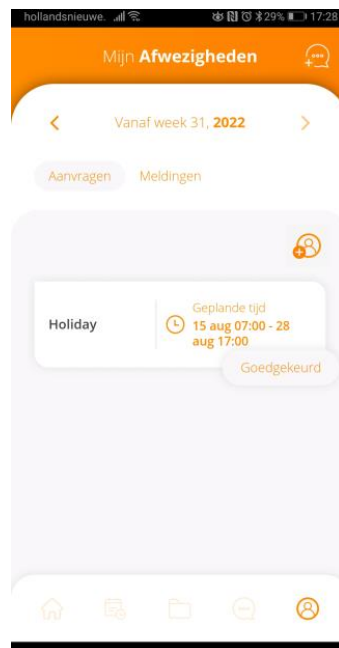 hollandsnieuwe. 29% 17:28
Mijn Afwezigheden
Vanaf week 31, 2022
Aanvragen Meldingen
Geplande tijd
Holiday 15 aug 07:00 - 28
aug 17:00
Goedgekeurd